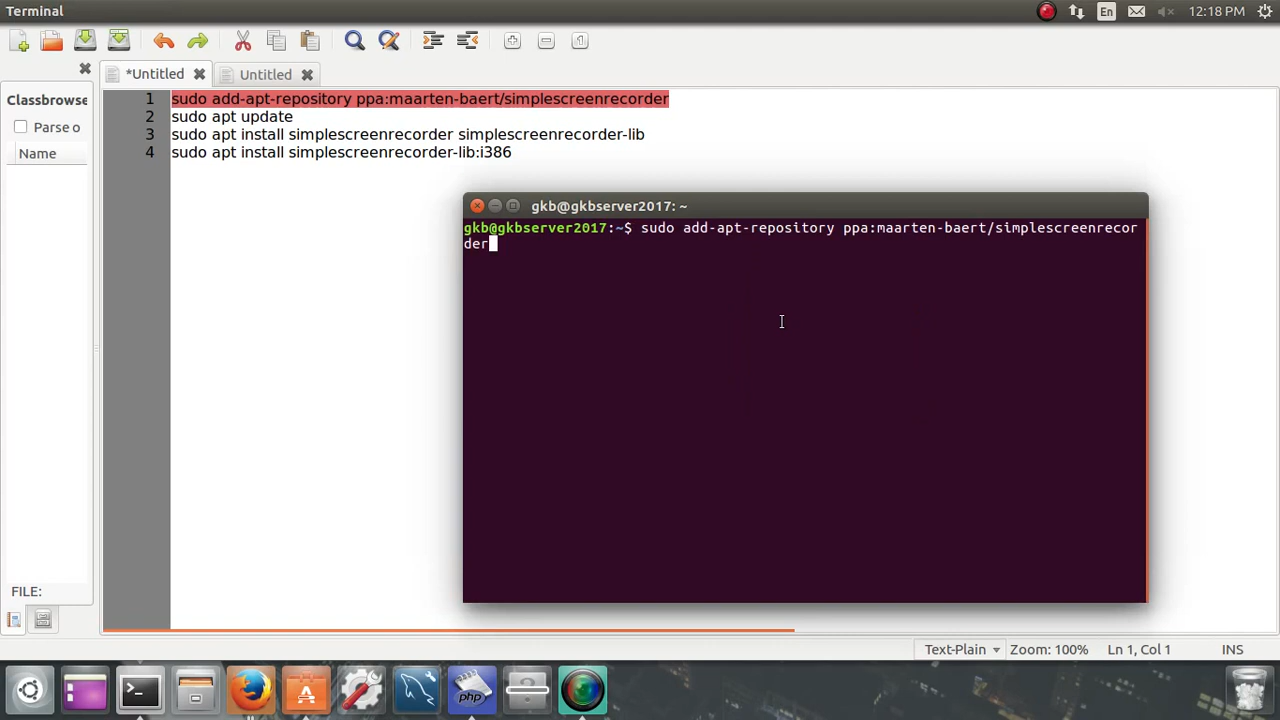 Terminal
En
12:18 PM
*Untitled
Untitled
Classbrowse
Parse o
Name
1 sudo add-apt-repository ppa:maarten-baert/simplescreenrecorder
2 sudo apt update
3 sudo apt install simplescreenrecorder simplescreenrecorder-lib
4 sudo apt install simplescreenrecorder-lib:i386
gkb@gkbserver2017: ~
gkb@gkbserver2017:~$ sudo add-apt-repository ppa:maarten-baert/simplescreenrecor
der
FILE:
Text-Plain
Zoom: 100%
Ln 1, Col 1
INS
php